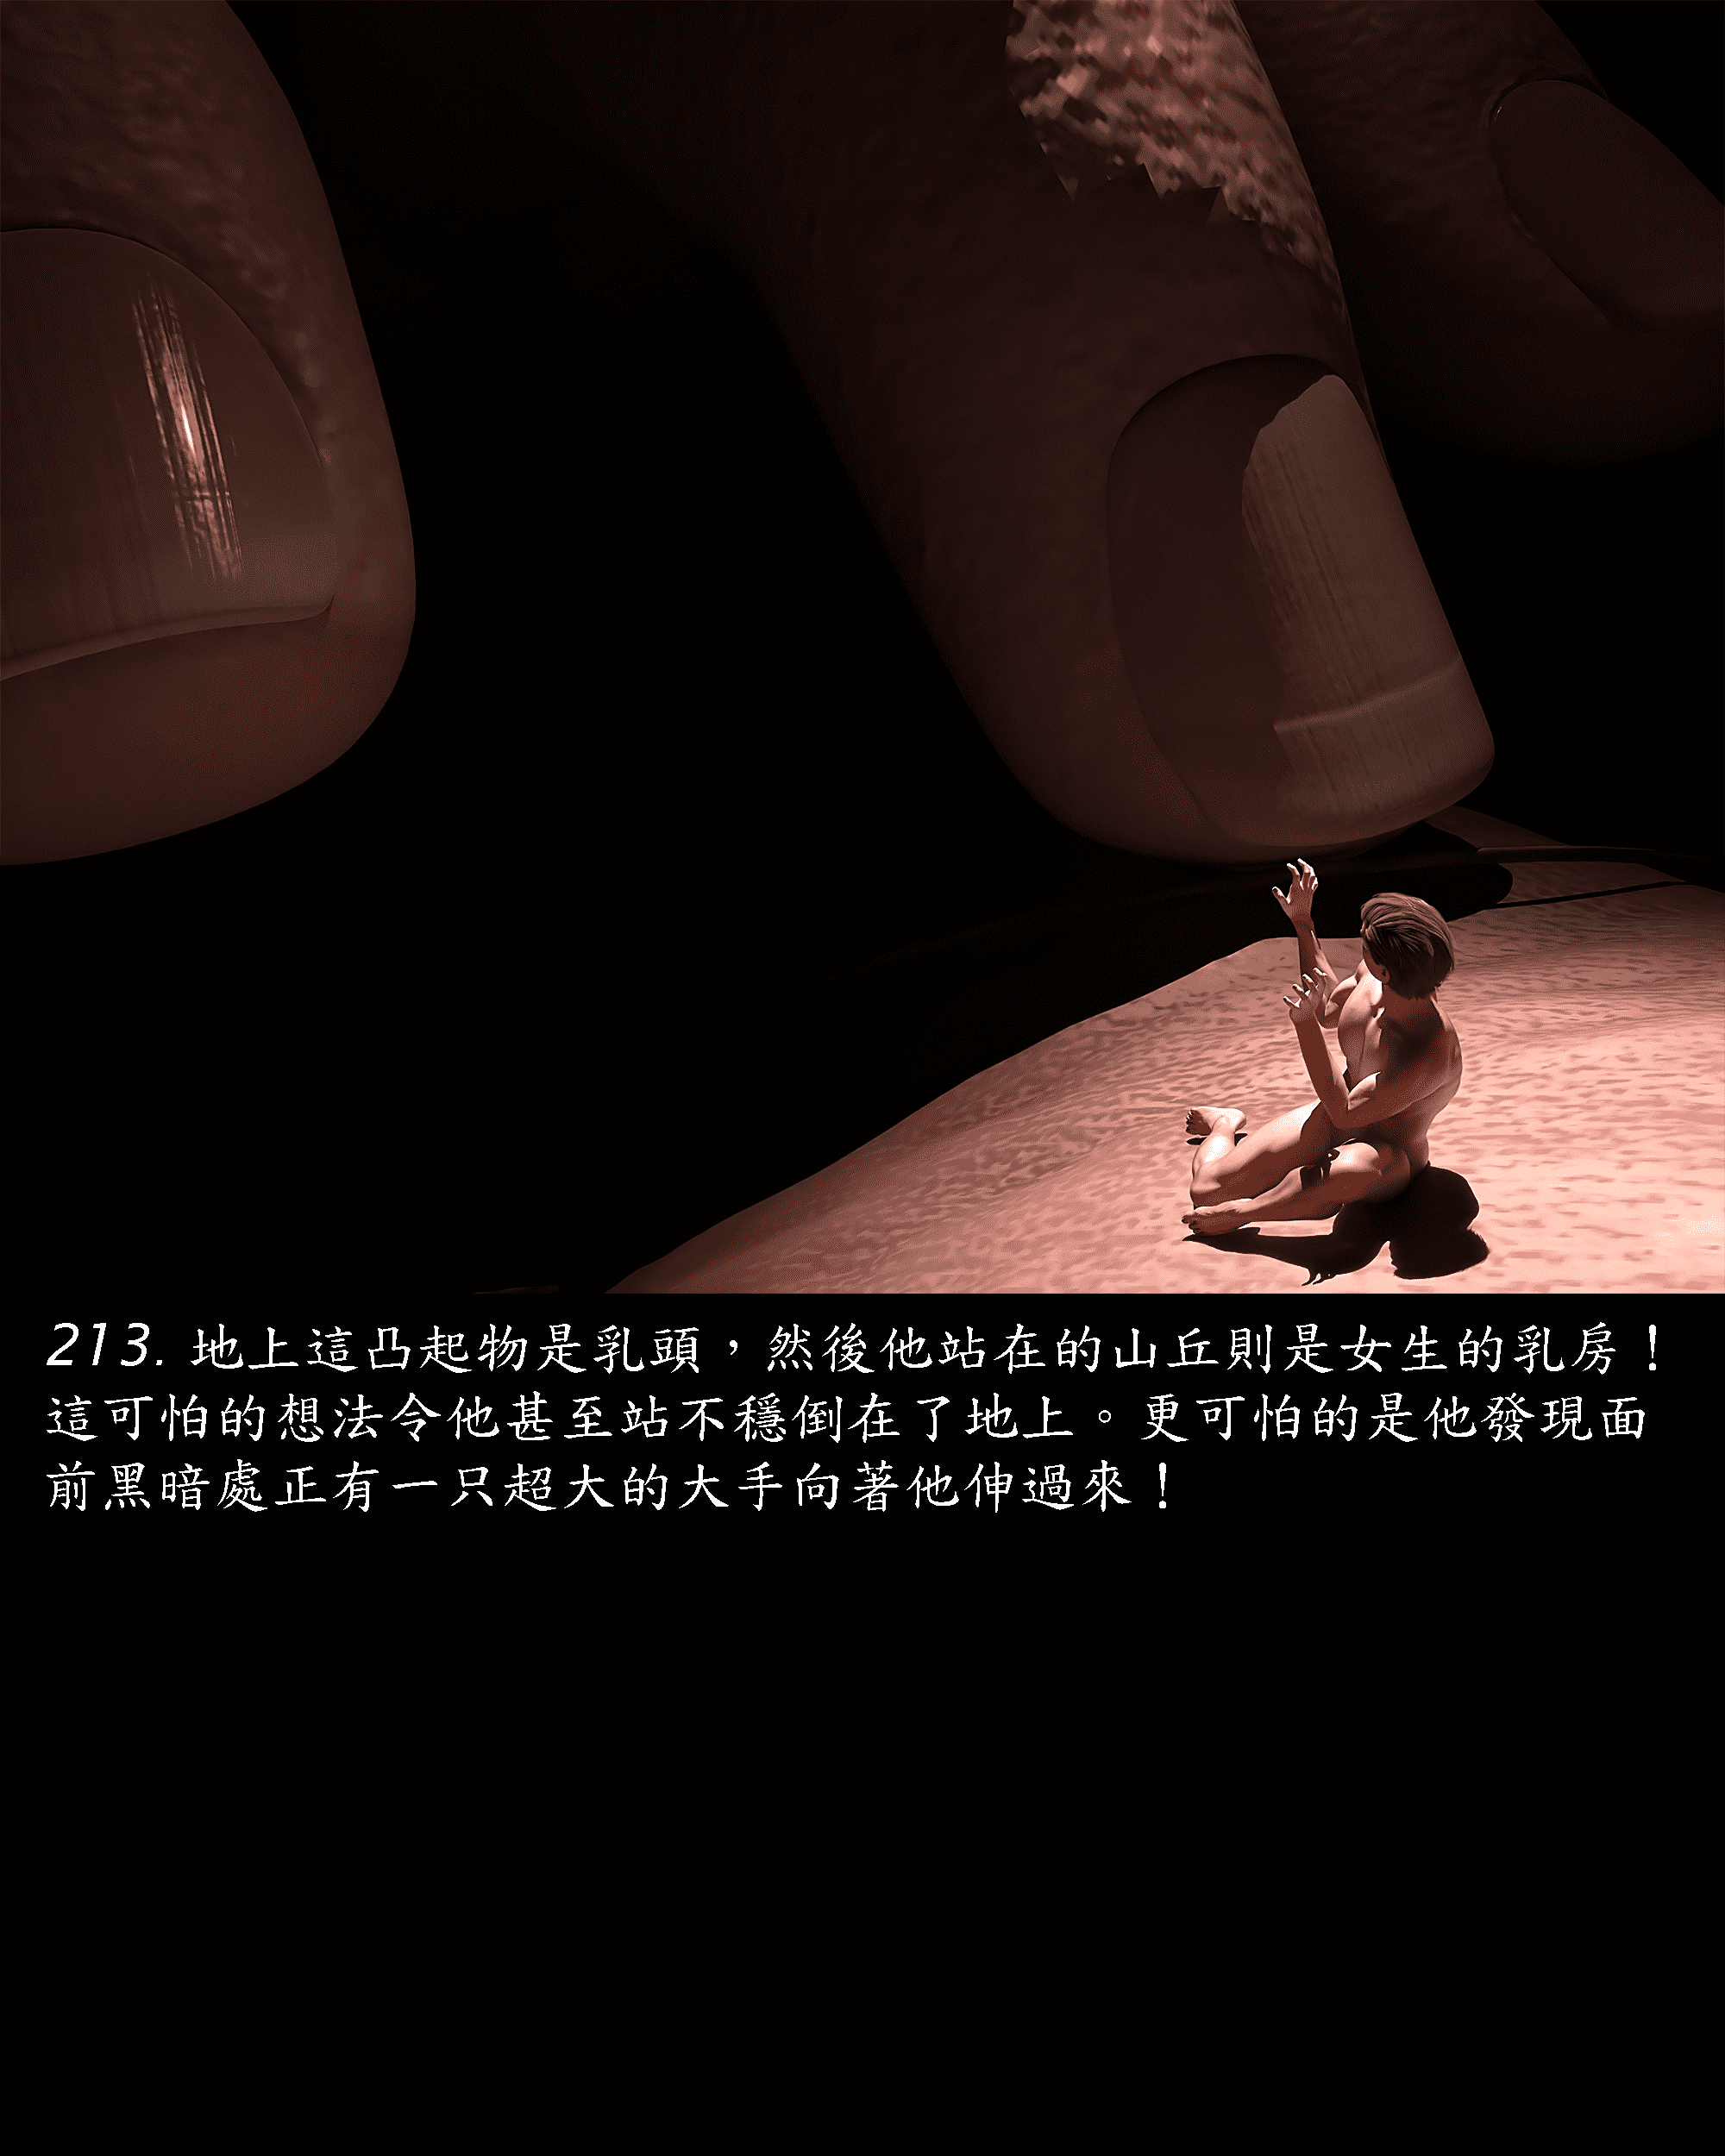 213. 地上這凸起物是乳頭，然後他站在的山丘則是女生的乳房！
這可怕的想法令他甚至站不穩倒在了地上。更可怕的是他發現面
前黑暗處正有一只超大的大手向著他伸過來！